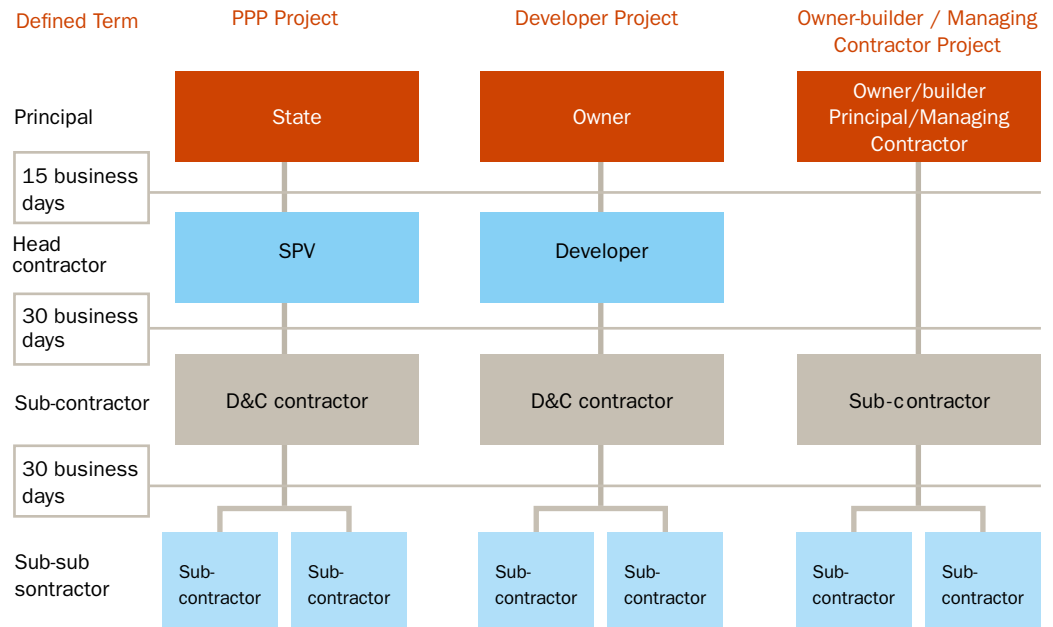 Defined Term
PPP Project
Developer Project
Owner-builder / Managing
Contractor Project
Principal
State
Owner
Owner/builder
Principal/Managing
Contractor
15 business
days
Head
contractor
SPV
Developer
30 business
days
Sub-contractor
D&C contractor
D&C contractor
Sub-contractor
30 business
days
Sub-sub
sontractor
Sub-
contractor
Sub-
contractor
Sub-
contractor
Sub-
contractor
Sub-
contractor
Sub-
contractor